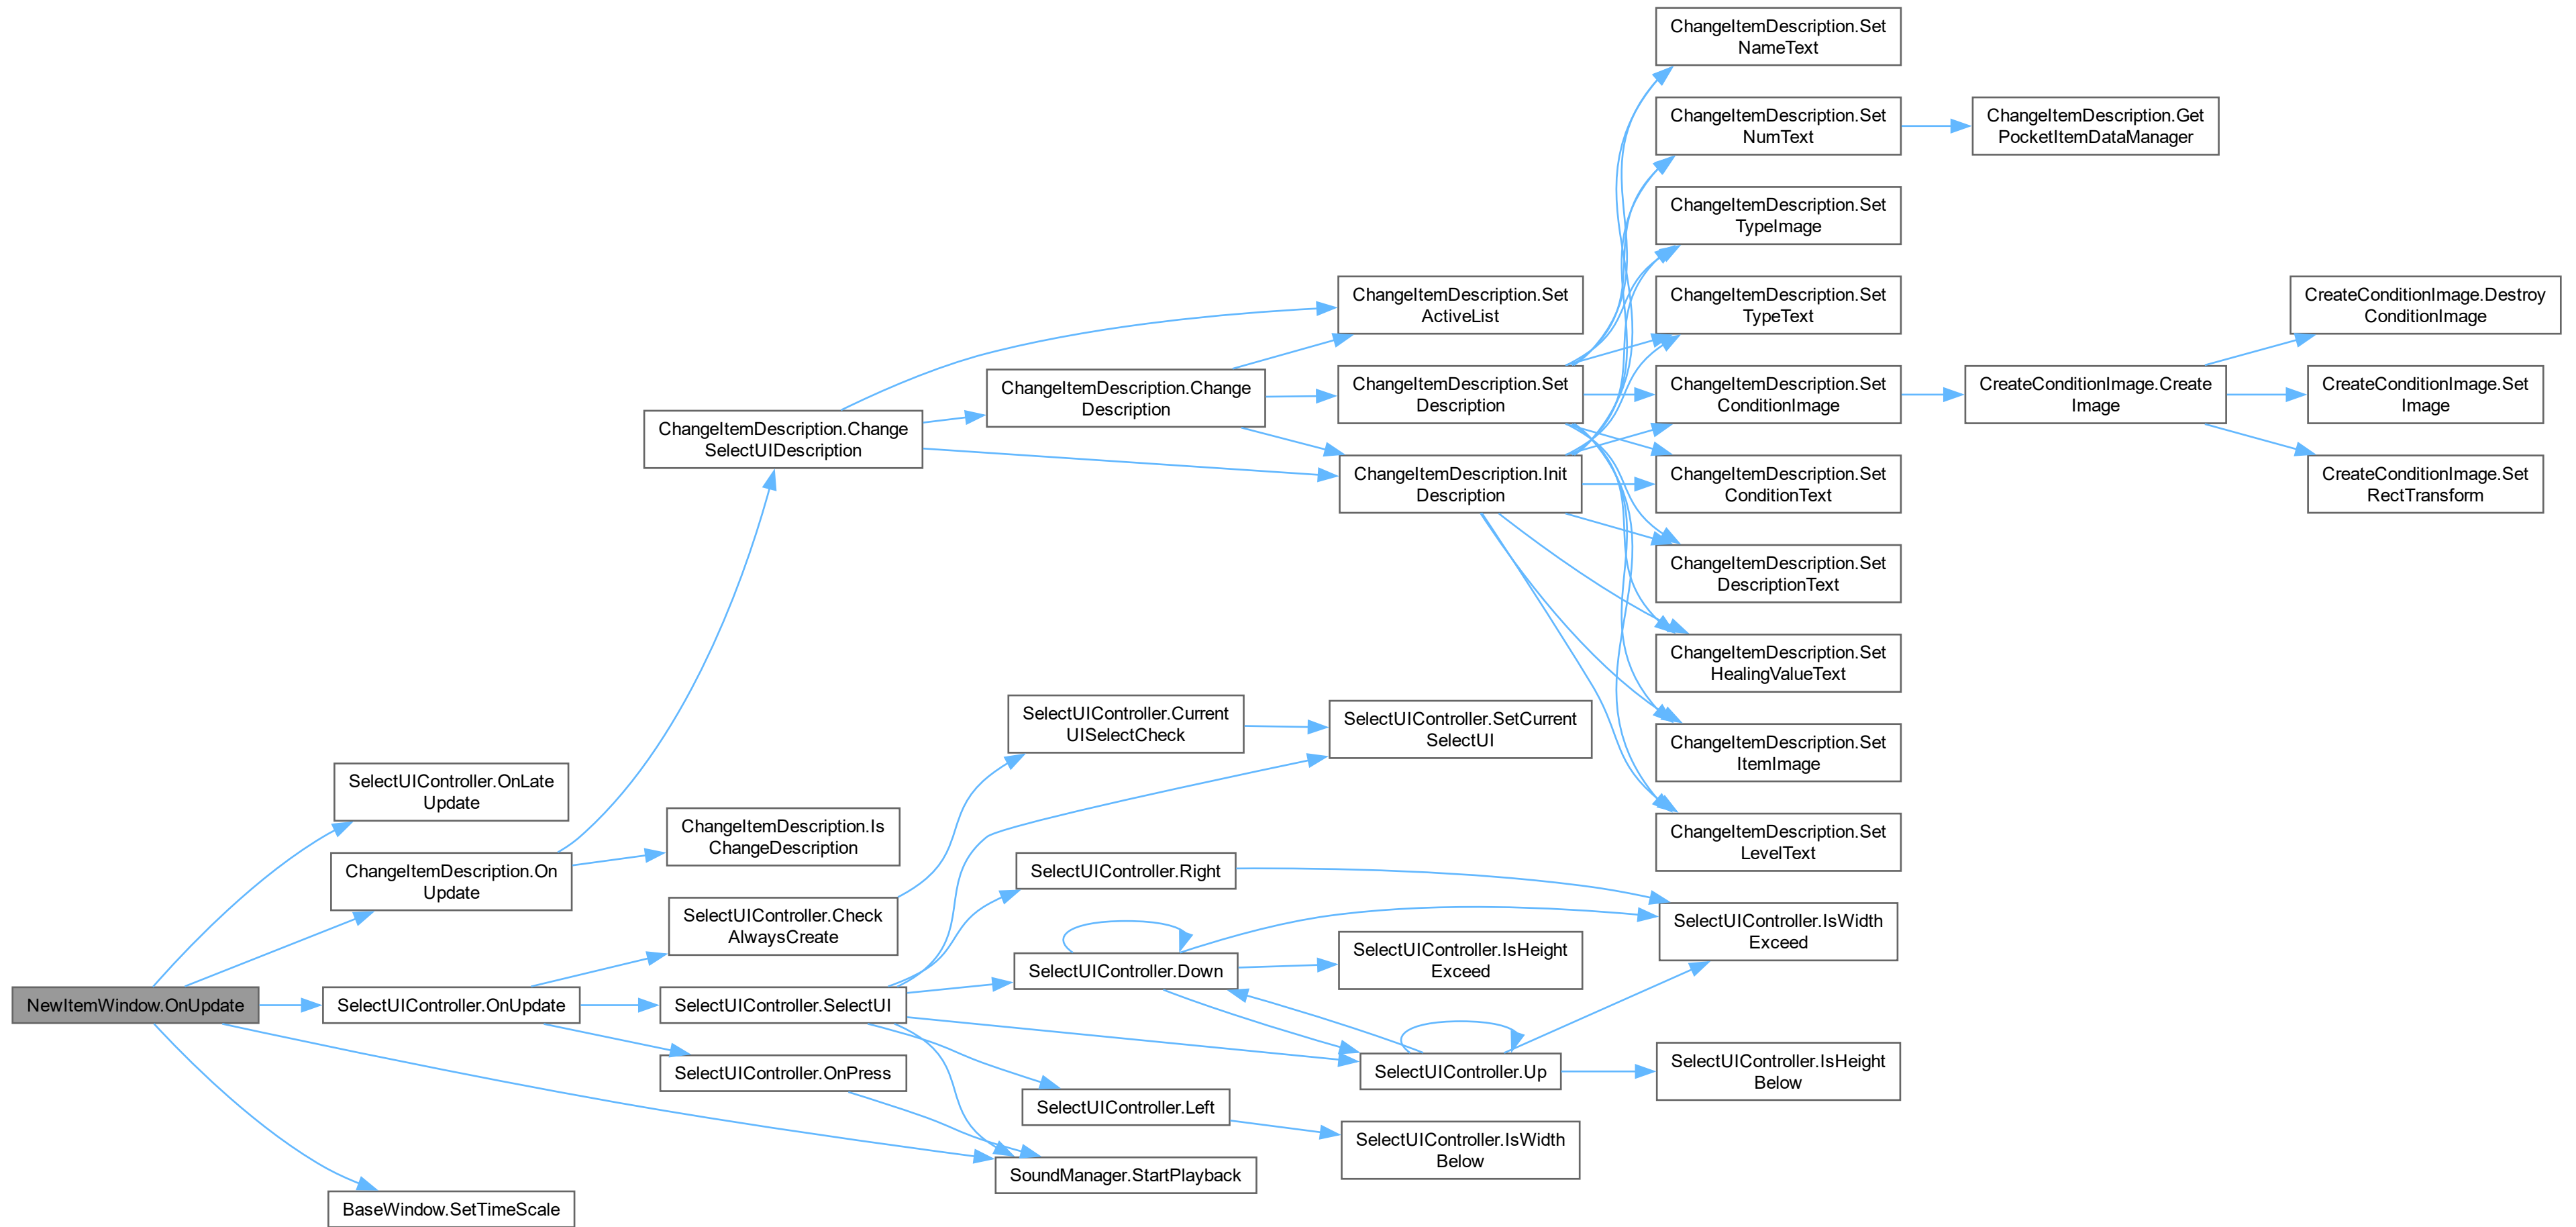 ChangeItemDescription.Set
NameText
ChangeItemDescription.Set
NumText
ChangeItemDescription.Get
PocketItemDataManager
ChangeItemDescription.Set
TypeImage
ChangeItemDescription.Set
ActiveList
ChangeItemDescription.Set
TypeText
CreateConditionImage.Destroy
ConditionImage
ChangeItemDescription.Change
SelectUIDescription
ChangeItemDescription.Change
Description
ChangeItemDescription.Set
Description
ChangeItemDescription.Set
ConditionImage
CreateConditionImage.Create
Image
CreateConditionImage.Set
Image
ChangeItemDescription.Init
Description
ChangeItemDescription.Set
ConditionText
CreateConditionImage.Set
RectTransform
ChangeItemDescription.Set
DescriptionText
ChangeItemDescription.Set
HealingValueText
SelectUIController.Current
UISelectCheck
SelectUIController.SetCurrent
SelectUI
ChangeItemDescription.Set
ItemImage
SelectUIController.OnLate
Update
ChangeItemDescription.Is
ChangeDescription
ChangeItemDescription.Set
LevelText
ChangeItemDescription.On
Update
SelectUIController.Right
SelectUIController.Check
AlwaysCreate
SelectUIController.IsWidth
Exceed
SelectUIController.Down
SelectUIController.IsHeight
Exceed
NewItemWindow.OnUpdate
SelectUIController.OnUpdate
SelectUIController.SelectUI
SelectUIController.OnPress
SelectUIController.Up
SelectUIController.IsHeight
Below
SelectUIController.Left
SelectUIController.IsWidth
Below
SoundManager.StartPlayback
BaseWindow.SetTimeScale